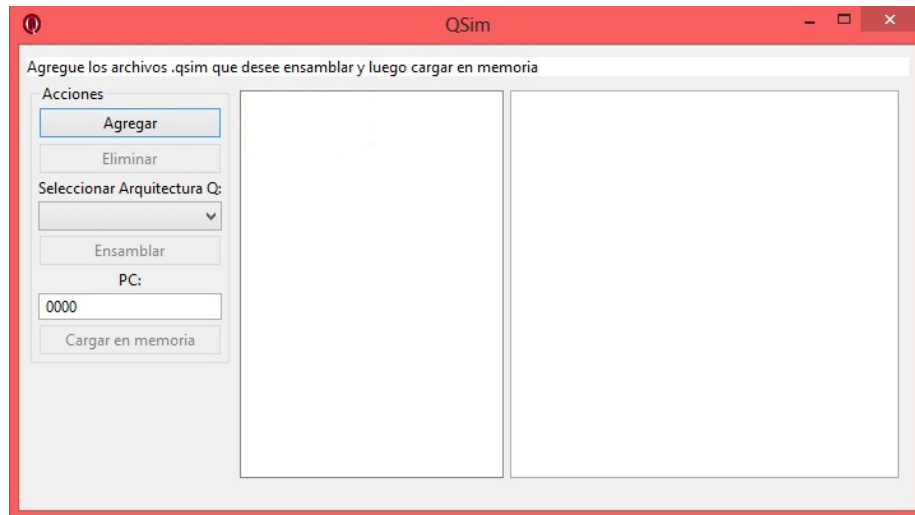 QSim
Agregue los archivos .qsim que desee ensamblar y luego cargar en memoria
Acciones
Agregar
Eliminar
Seleccionar Arquitectura Q:
Ensamblar
PC:
0000
Cargar en memoria